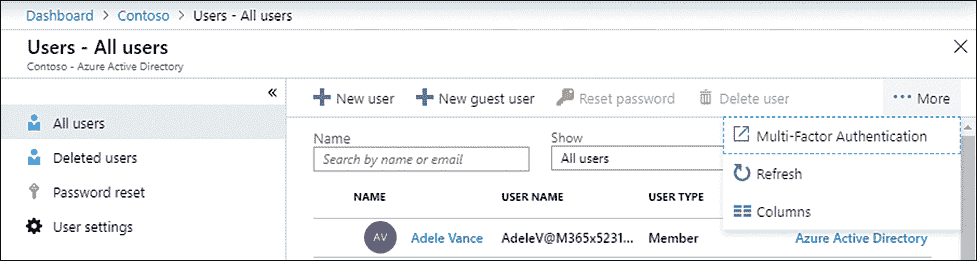 Dashboard > Contoso > Users - All users
Users - All users
Contoso - Azure Active Directory
All users
Deleted users
Password reset
User settings
New user
New guest user
Reset password
Delete user
More
Name
Search by name or email
Show
All users
Multi-Factor Authentication
Refresh
Columns
NAME USER NAME USER TYPE
AV Adele Vance AdeleV@M365x5231... Member Azure Active Directory